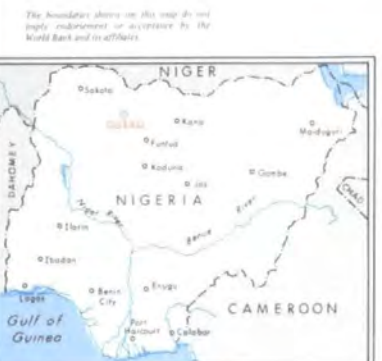 The boundaries shown on this map do not
imply endorsement or acceptance by the
World Bank and its affiliates
NIGER
Sokoto
GUSAU
Kano
Maiduguri
Funtua
DAHOMEY
Kaduna
Gombe
Jos
CHAD
NIGERIA
Niger River
Benue River
Ilorin
Ibadan
Lagos
Benin
City
Enugu
CAMEROON
Gulf of
Guinea
Port
Harcourt
Calabar